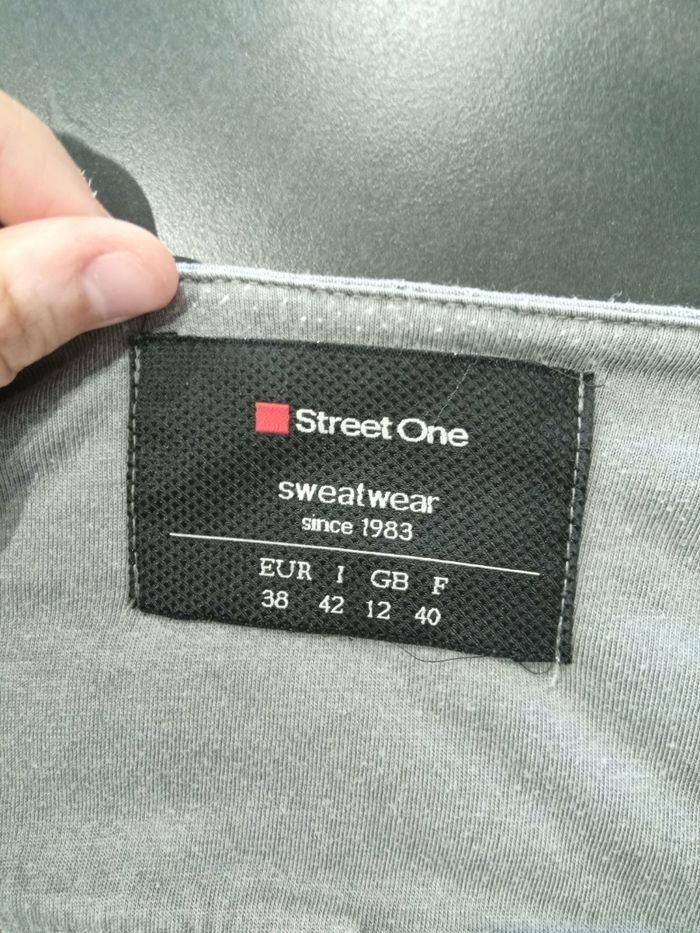 Street One
sweatwear
since 1983
EUR I GB F
38 42 12 40